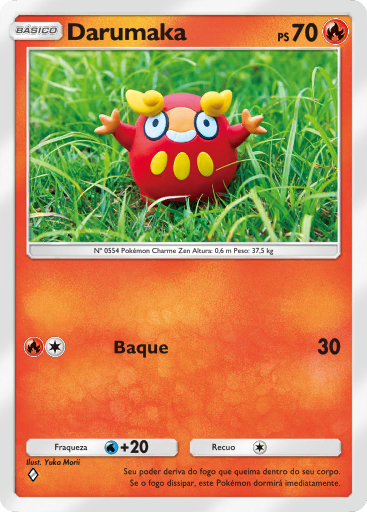 BÁSICO Darumaka PS 70
Nº 0554 Pokémon Charme Zen Altura: 0,6 m Peso: 37,5 kg
Baque 30
Fraqueza +20 Recuo
Ilust. Yuka Morii
Seu poder deriva do fogo que queima dentro do seu corpo.
Se o fogo dissipar, este Pokémon dormirá imediatamente.